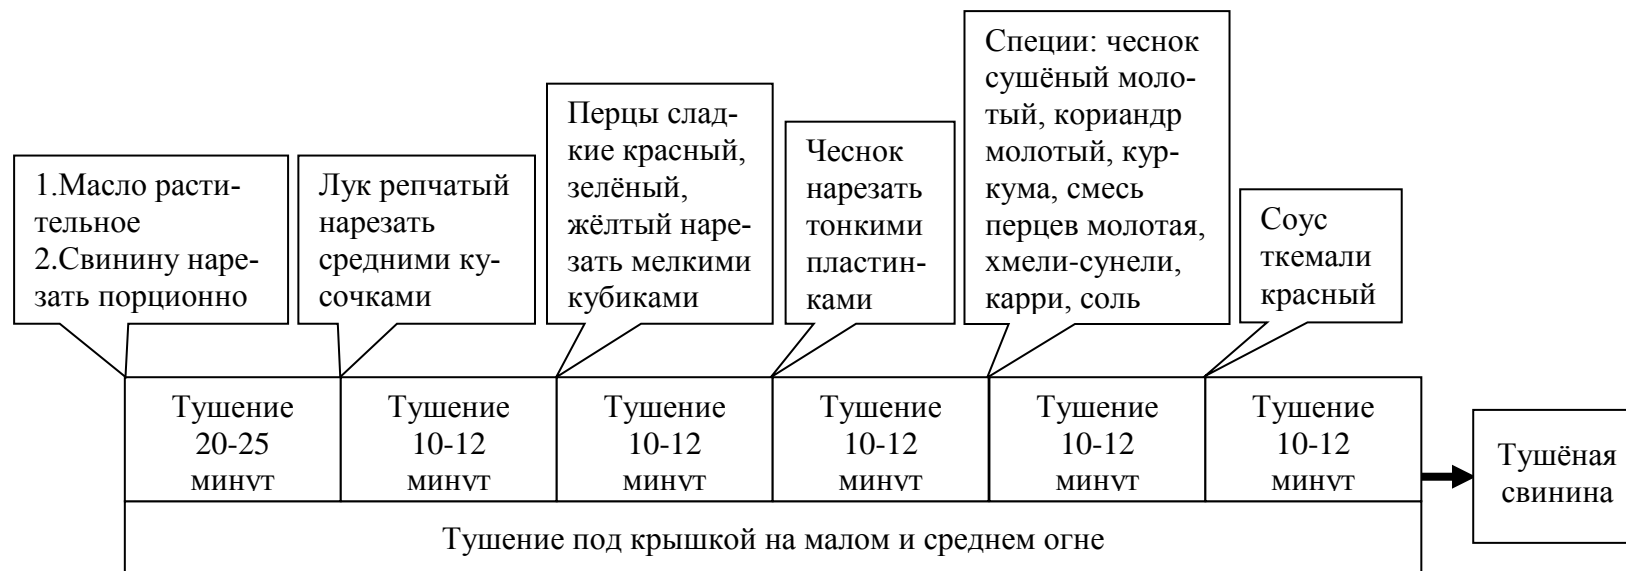 1.Масло расти-
тельное
2.Свинину наре-
зать порционно
Лук репчатый
нарезать
средними ку-
сочками
Перцы слад-
кие красный,
зелёный,
жёлтый наре-
зать мелкими
кубиками
Чеснок
нарезать
тонкими
пластин-
ками
Специи: чеснок
сушёный моло-
тый, кориандр
молотый, кур-
кума, смесь
перцев молотая,
хмели-сунели,
карри, соль
Соус
ткемали
красный
Тушение
20-25
минут
Тушение
10-12
минут
Тушение
10-12
минут
Тушение
10-12
минут
Тушение
10-12
минут
Тушение
10-12
минут
Тушёная
свинина
Тушение под крышкой на малом и среднем огне